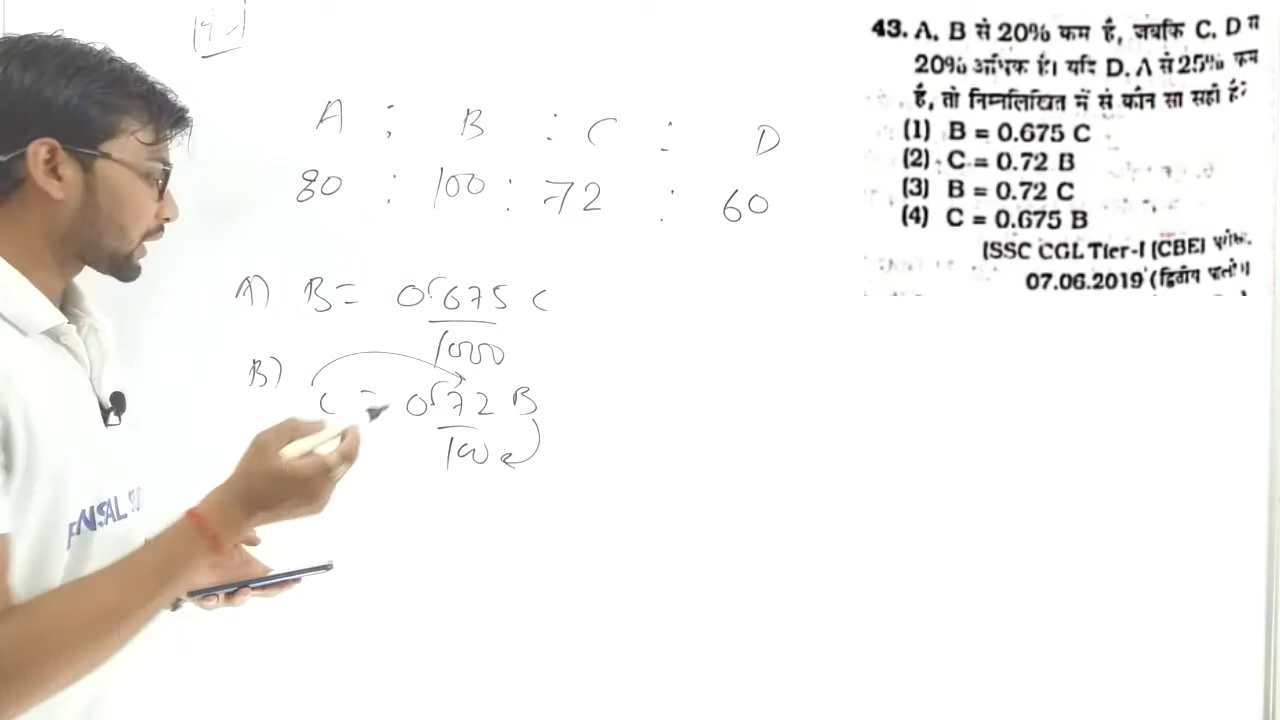 A : B : C : D
80 : 100 : 72 : 60
A) B = 0.675 C
1000
B)
C = 0.72 B
100
43. A, B से 20% कम है, जबकि C, D से
20% अधिक है। यदि D, A से 25% कम
है, तो निम्नलिखित में से कौन सा सही है?
(1) B = 0.675 C
(2) C = 0.72 B
(3) B = 0.72 C
(4) C = 0.675 B
(SSC CGL Tier-I (CBE) परीक्षा.
07.06.2019 (द्वितीय पाली))